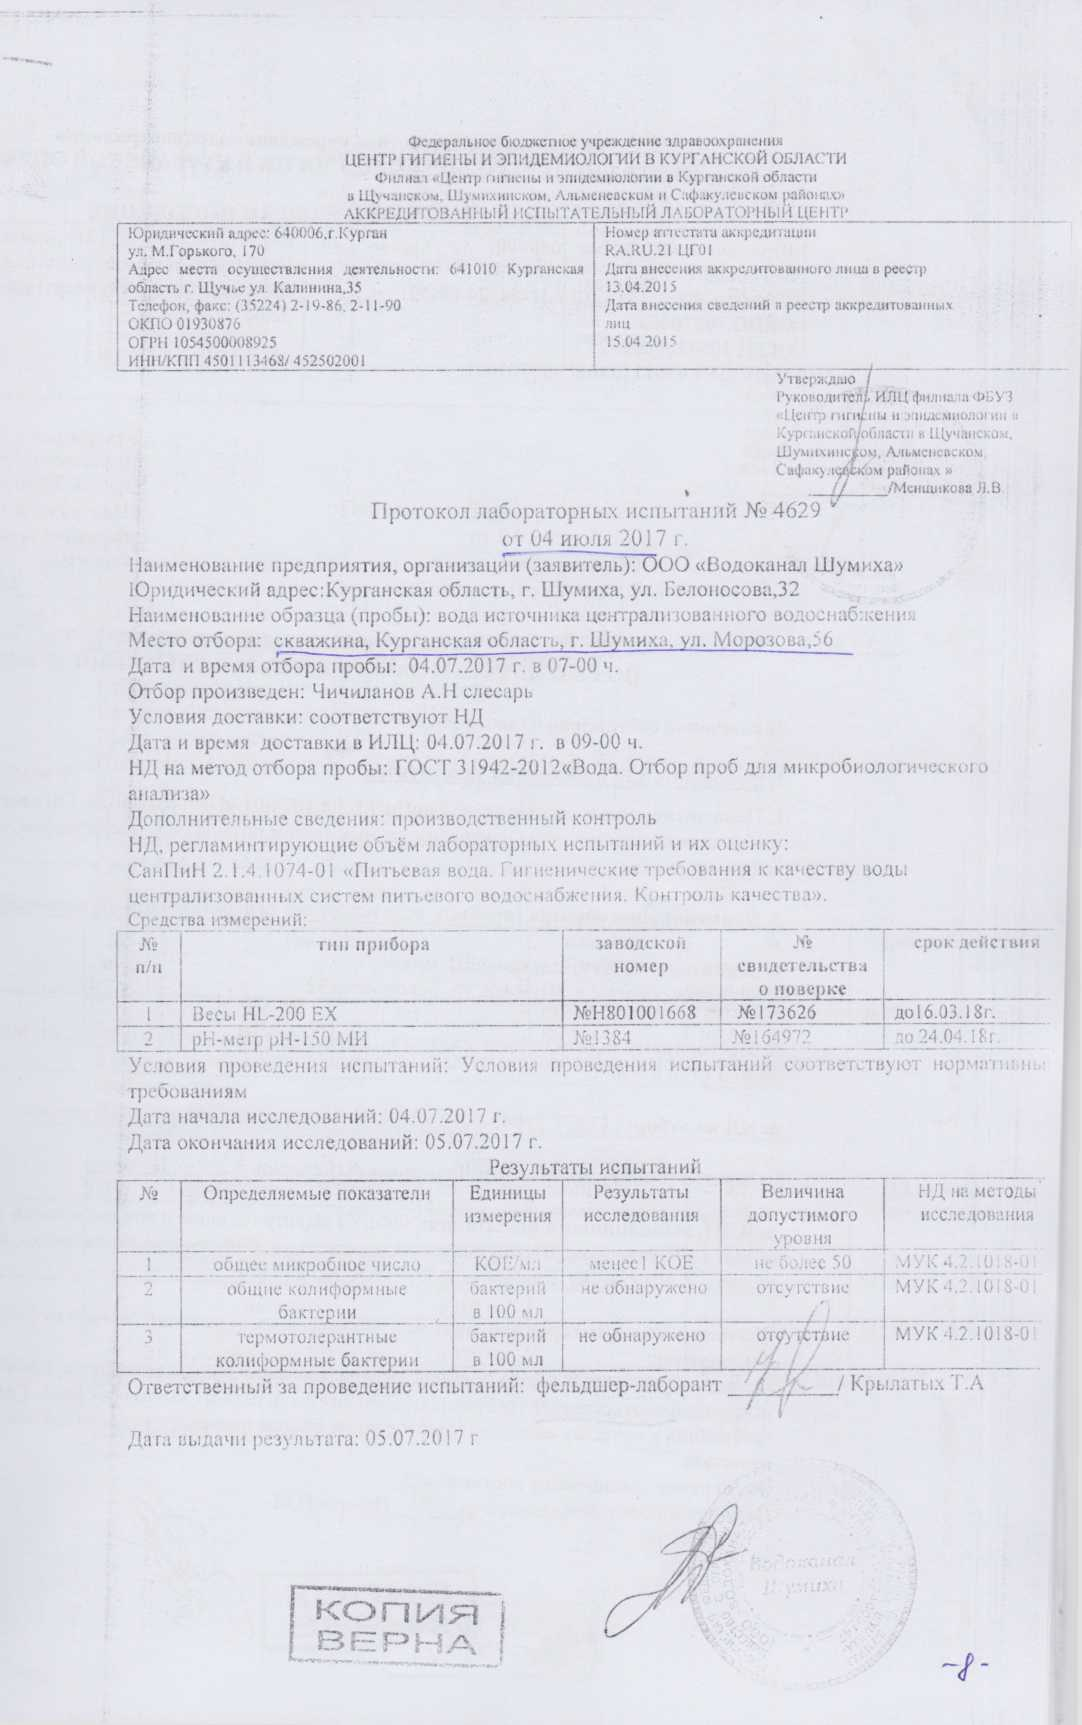 Федеральное бюджетное учреждение здравоохранения
ЦЕНТР ГИГИЕНЫ И ЭПИДЕМИОЛОГИИ В КУРГАНСКОЙ ОБЛАСТИ
Филиал «Центр гигиены и эпидемиологии в Курганской области
в Щучанском, Шумихинском, Альменевском и Сафакулевском районах»
АККРЕДИТОВАННЫЙ ИСПЫТАТЕЛЬНЫЙ ЛАБОРАТОРНЫЙ ЦЕНТР
Юридический адрес: 640006,г.Курган
ул. М.Горького, 170
Адрес места осуществления деятельности: 641010 Курганская
область г. Щучье ул. Калинина,35
Телефон, факс: (35224) 2-19-86, 2-11-90
ОКПО 01930876
ОГРН 1054500008925
ИНН/КПП 4501113468/ 452502001
Номер аттестата аккредитации
RA.RU.21 ЦГ01
Дата внесения аккредитованного лица в реестр
13.04.2015
Дата внесения сведений в реестр аккредитованных
лиц
15.04.2015
Утверждаю
Руководитель ИЛЦ филиала ФБУЗ
«Центр гигиены и эпидемиологии в
Курганской области в Щучанском,
Шумихинском, Альменевском,
Сафакулевском районах »
/Менщикова Л.В.
Протокол лабораторных испытаний № 4629
от 04 июля 2017 г.
Наименование предприятия, организации (заявитель): ООО «Водоканал Шумиха»
Юридический адрес:Курганская область, г. Шумиха, ул. Белоносова,32
Наименование образца (пробы): вода источника централизованного водоснабжения
Место отбора: скважина, Курганская область, г. Шумиха, ул. Морозова,56
Дата и время отбора пробы: 04.07.2017 г. в 07-00 ч.
Отбор произведен: Чичиланов А.Н слесарь
Условия доставки: соответствуют НД
Дата и время доставки в ИЛЦ: 04.07.2017 г. в 09-00 ч.
НД на метод отбора пробы: ГОСТ 31942-2012«Вода. Отбор проб для микробиологического
анализа»
Дополнительные сведения: производственный контроль
НД, регламинтирующие объём лабораторных испытаний и их оценку:
СанПиН 2.1.4.1074-01 «Питьевая вода. Гигиенические требования к качеству воды
централизованных систем питьевого водоснабжения. Контроль качества».
Средства измерений:
№ п/п тип прибора заводской номер № свидетельства о поверке срок действия
1 Весы HL-200 EX №Н801001668 №173626 до16.03.18г.
2 рН-метр рН-150 МИ №1384 №164972 до 24.04.18г.
Условия проведения испытаний: Условия проведения испытаний соответствуют нормативны
требованиям
Дата начала исследований: 04.07.2017 г.
Дата окончания исследований: 05.07.2017 г.
Результаты испытаний
№ Определяемые показатели Единицы измерения Результаты исследования Величина допустимого уровня НД на методы исследования
1 общее микробное число КОЕ/мл менее1 КОЕ не более 50 МУК 4.2.1018-01
2 общие колиформные бактерии бактерий в 100 мл не обнаружено отсутствие МУК 4.2.1018-01
3 термотолерантные колиформные бактерии бактерий в 100 мл не обнаружено отсутствие МУК 4.2.1018-01
Ответственный за проведение испытаний: фельдшер-лаборант / Крылатых Т.А
Дата выдачи результата: 05.07.2017 г
Водоканал
Шумиха
КОПИЯ
ВЕРНА
-8-